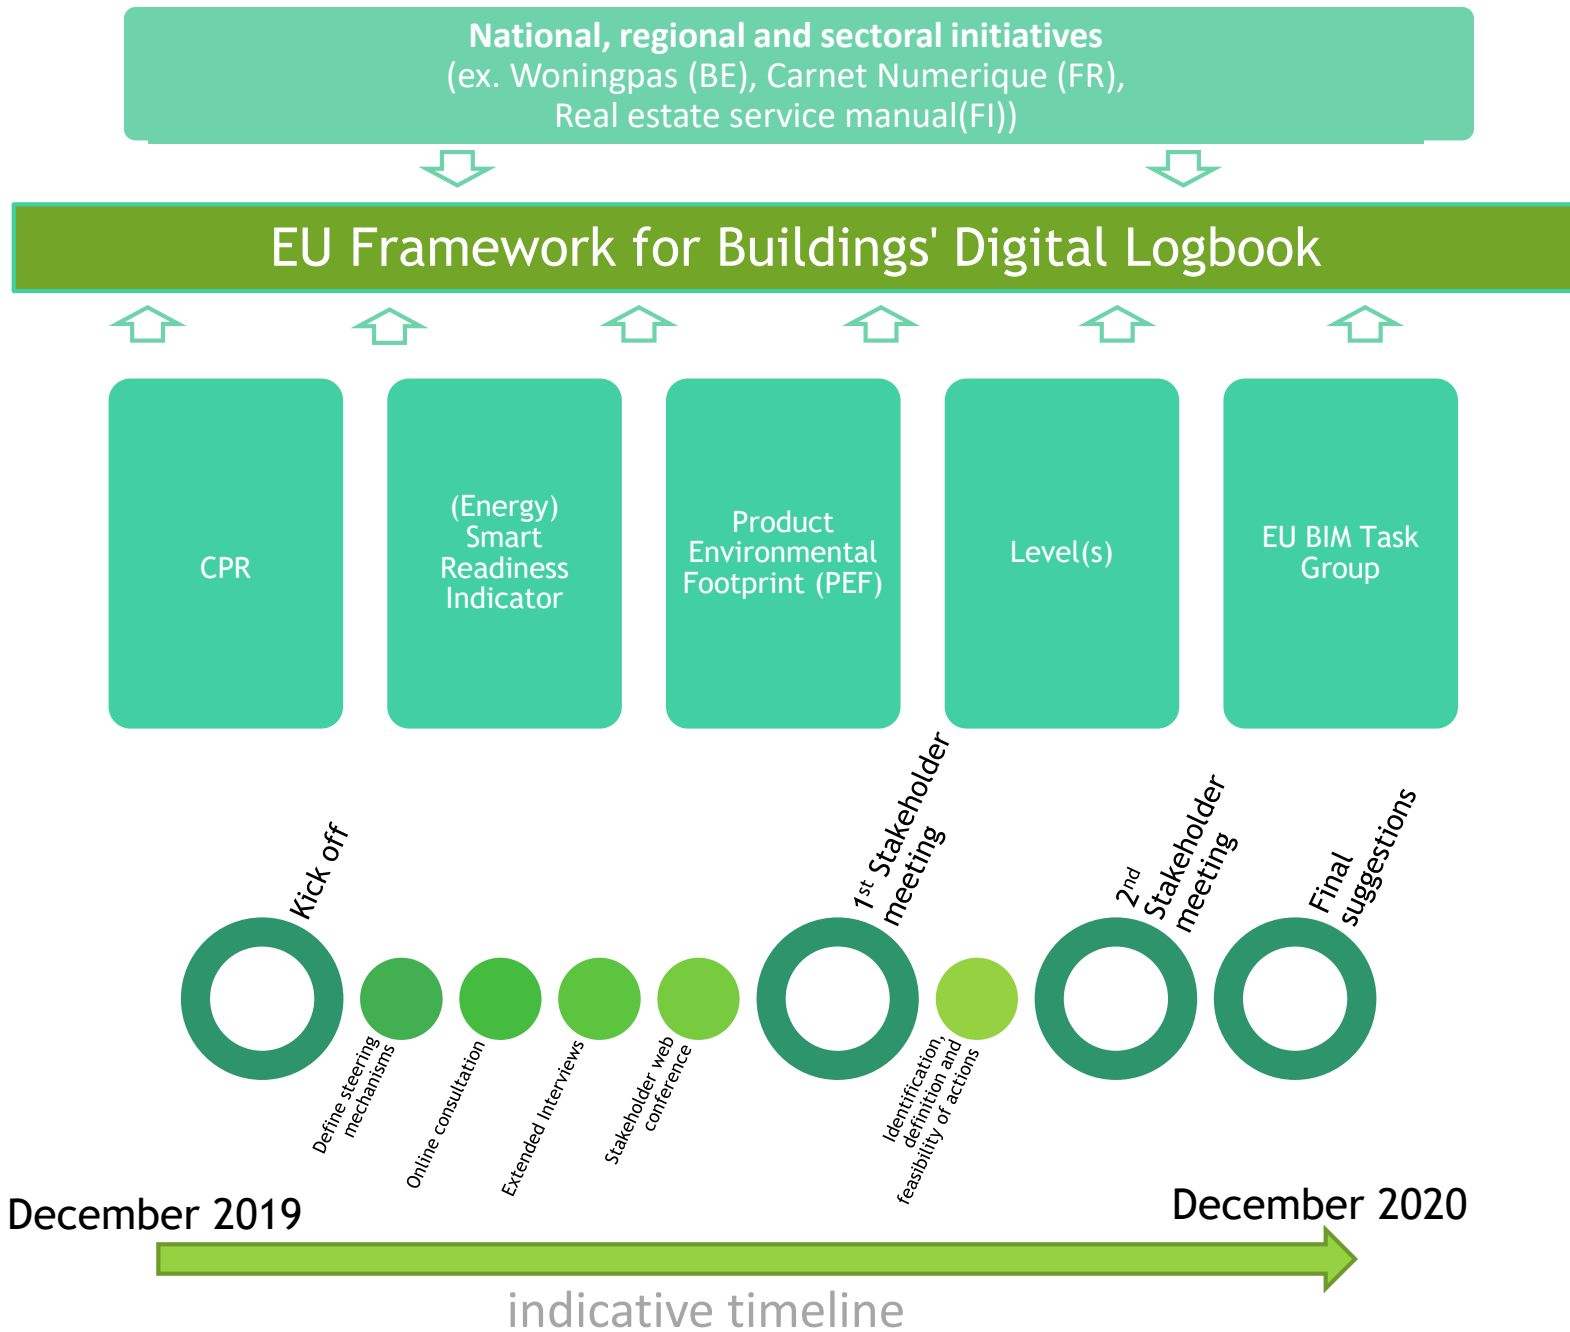 National, regional and sectoral initiatives
(ex. Woningpas (BE), Carnet Numerique (FR),
Real estate service manual(FI))
EU Framework for Buildings' Digital Logbook
CPR
(Energy)
Smart
Readiness
Indicator
Product
Environmental
Footprint (PEF)
Level(s)
EU BIM Task
Group
Kick off
Define steering
mechanisms
Online consultation
Extended Interviews
Stakeholder web
conference
1st Stakeholder
meeting
Identification,
definition and
feasibility of actions
2nd
Stakeholder
meeting
Final
suggestions
December 2019
December 2020
indicative timeline